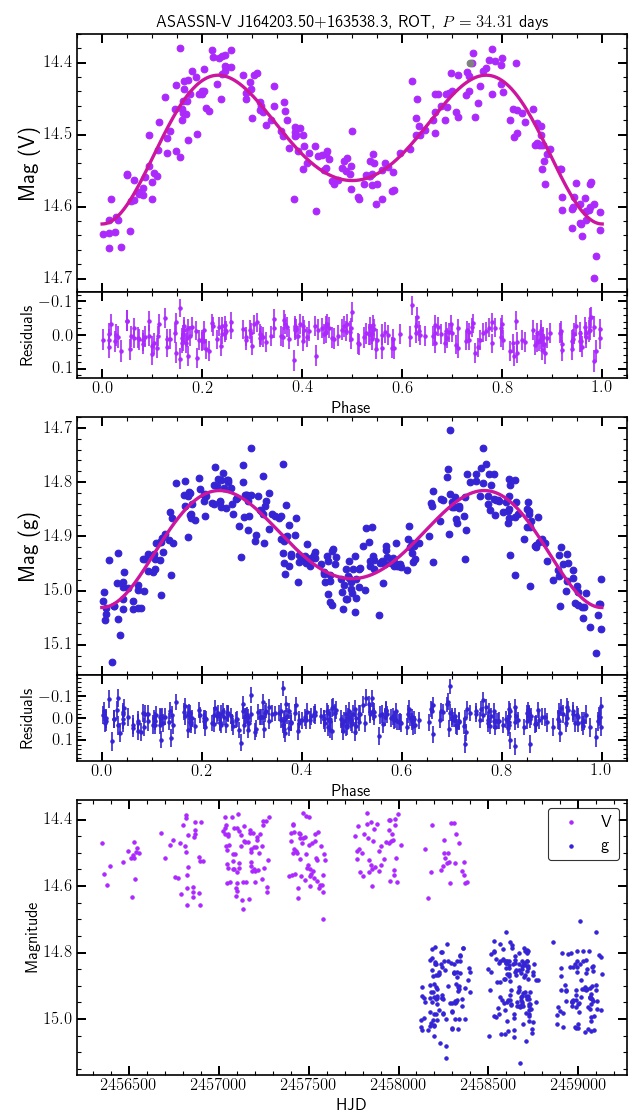 ASASSN-V J164203.50+163538.3, ROT, P = 34.31 days
14.4
14.5
14.6
14.7
Mag (V)
−0.1
0.0
0.1
Residuals
0.0 0.2 0.4 0.6 0.8 1.0
Phase
14.7
14.8
14.9
15.0
15.1
Mag (g)
−0.1
0.0
0.1
Residuals
0.0 0.2 0.4 0.6 0.8 1.0
Phase
14.4
14.6
14.8
15.0
Magnitude
V
g
2456500 2457000 2457500 2458000 2458500 2459000
HJD